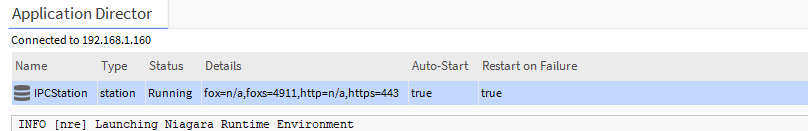 Application Director
Connected to 192.168.1.160
Name Type Status Details Auto-Start Restart on Failure
IPCStation station Running fox=n/a,foxs=4911,http=n/a,https=443 true true
INFO [nre] Launching Niagara Runtime Environment